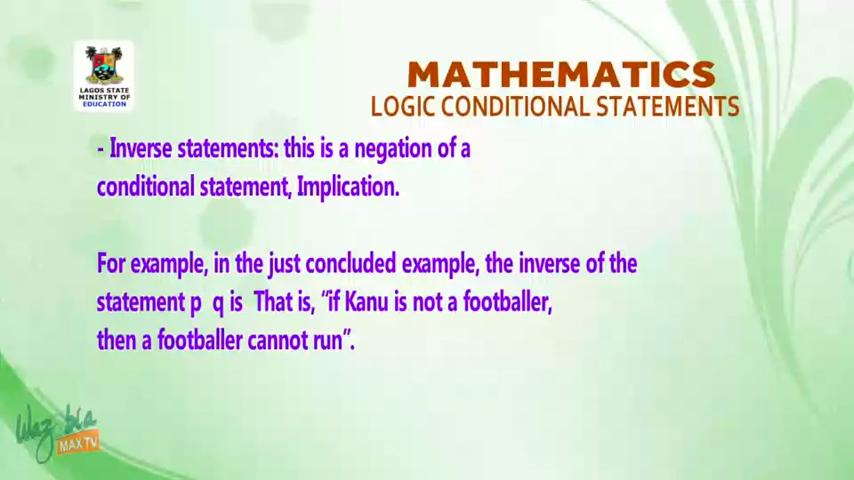 LAGOS STATE
MINISTRY OF
EDUCATION
MATHEMATICS
LOGIC CONDITIONAL STATEMENTS
- Inverse statements: this is a negation of a
conditional statement, Implication.
For example, in the just concluded example, the inverse of the
statement p q is That is, “if Kanu is not a footballer,
then a footballer cannot run”.
Waz bia
MAX TV